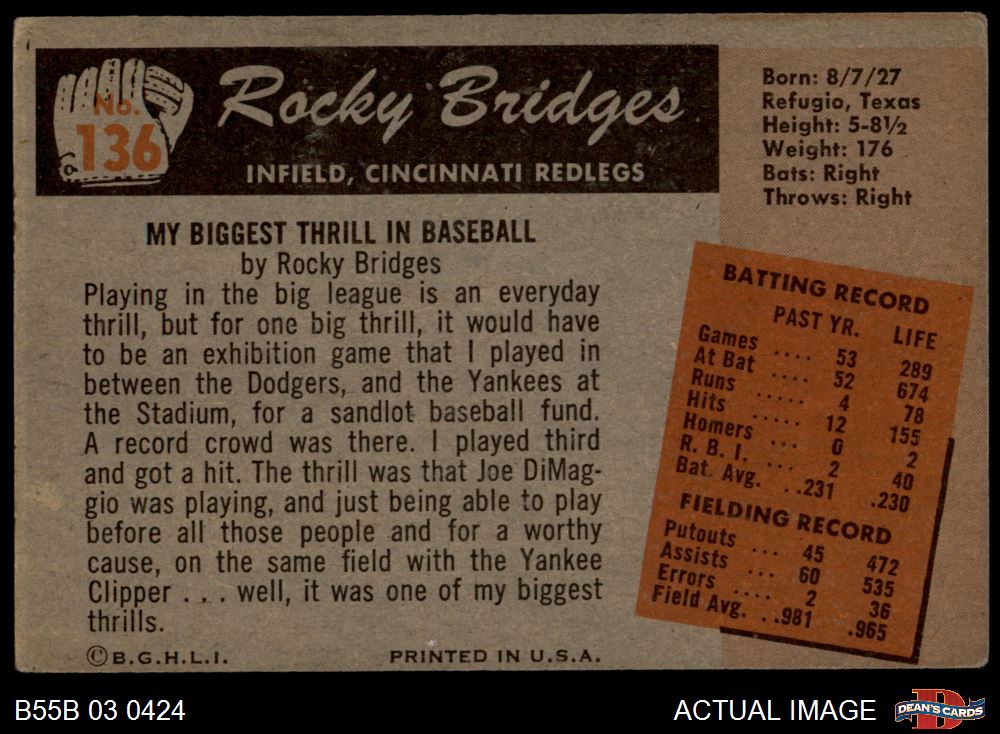 No.
136
Rocky Bridges
INFIELD, CINCINNATI REDLEGS
Born: 8/7/27
Refugio, Texas
Height: 5-8½
Weight: 176
Bats: Right
Throws: Right
MY BIGGEST THRILL IN BASEBALL
by Rocky Bridges
Playing in the big league is an everyday
thrill, but for one big thrill, it would have
to be an exhibition game that I played in
between the Dodgers, and the Yankees at
the Stadium, for a sandlot baseball fund.
A record crowd was there. I played third
and got a hit. The thrill was that Joe DiMag-
gio was playing, and just being able to play
before all those people and for a worthy
cause, on the same field with the Yankee
Clipper . . . well, it was one of my biggest
thrills.
BATTING RECORD
PAST YR. LIFE
Games .... 53 289
At Bat .... 52 674
Runs ..... 4 78
Hits ..... 12 155
Homers ... 0 2
R. B. I. ... 2 40
Bat. Avg. ..231 .230
FIELDING RECORD
Putouts ... 45 472
Assists ... 60 535
Errors .... 2 36
Field Avg. ..981 .965
©B.G.H.L.I. PRINTED IN U.S.A.
B55B 03 0424
ACTUAL IMAGE
DEAN'S CARDS